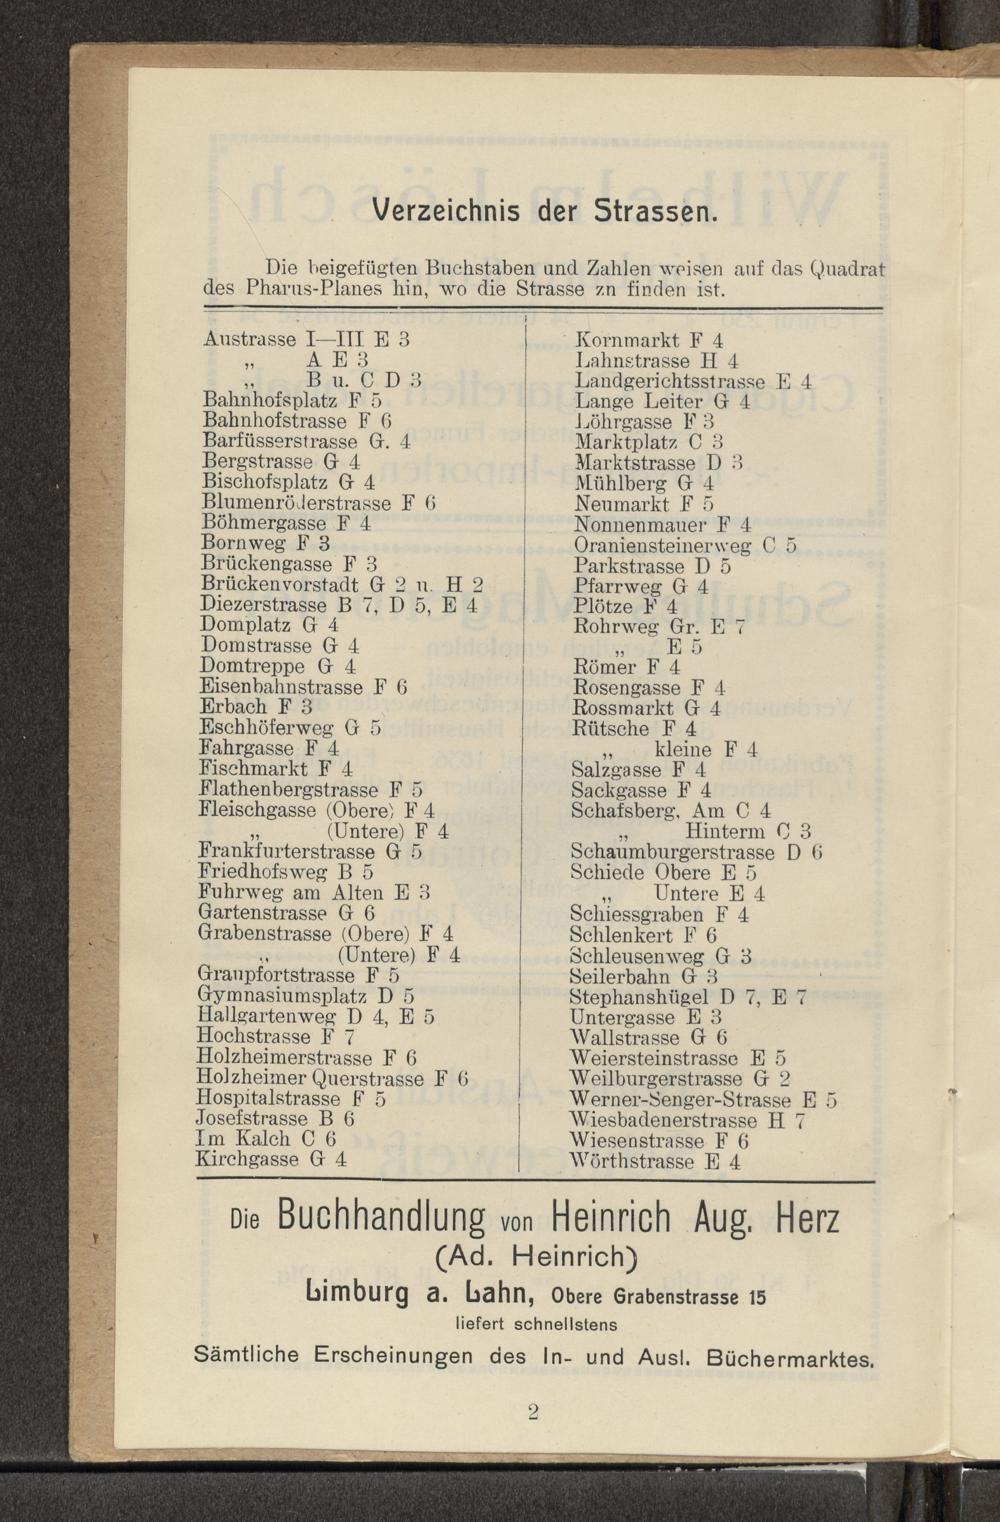 Verzeichnis der Strassen.
Die beigefügten Buchstaben und Zahlen weisen auf das Quadrat
des Pharus-Planes hin, wo die Strasse zn finden ist.
Austrasse I—III E 3
„ A E 3
„ B u. C D 3
Bahnhofsplatz F 5
Bahnhofstrasse F 6
Barfüsserstrasse G. 4
Bergstrasse G 4
Bischofsplatz G 4
Blumenröderstrasse F 6
Böhmergasse F 4
Bornweg F 3
Brückengasse F 3
Brückenvorstadt G 2 u. H 2
Diezerstrasse B 7, D 5, E 4
Domplatz G 4
Domstrasse G 4
Domtreppe G 4
Eisenbahnstrasse F 6
Erbach F 3
Eschhöferweg G 5
Fahrgasse F 4
Fischmarkt F 4
Flathenbergstrasse F 5
Fleischgasse (Obere) F 4
„ (Untere) F 4
Frankfurterstrasse G 5
Friedhofsweg B 5
Fuhrweg am Alten E 3
Gartenstrasse G 6
Grabenstrasse (Obere) F 4
„ (Untere) F 4
Graupfortstrasse F 5
Gymnasiumsplatz D 5
Hallgartenweg D 4, E 5
Hochstrasse F 7
Holzheimerstrasse F 6
Holzheimer Querstrasse F 6
Hospitalstrasse F 5
Josefstrasse B 6
Im Kalch C 6
Kirchgasse G 4
Kornmarkt F 4
Lahnstrasse H 4
Landgerichtsstrasse E 4
Lange Leiter G 4
Löhrgasse F 3
Marktplatz C 3
Marktstrasse D 3
Mühlberg G 4
Neumarkt F 5
Nonnenmauer F 4
Oraniensteinerweg C 5
Parkstrasse D 5
Pfarrweg G 4
Plötze F 4
Rohrweg Gr. E 7
„ E 5
Römer F 4
Rosengasse F 4
Rossmarkt G 4
Rütsche F 4
„ kleine F 4
Salzgasse F 4
Sackgasse F 4
Schafsberg, Am C 4
„ Hinterm C 3
Schaumburgerstrasse D 6
Schiede Obere E 5
„ Untere E 4
Schiessgraben F 4
Schlenkert F 6
Schleusenweg G 3
Seilerbahn G 3
Stephanshügel D 7, E 7
Untergasse E 3
Wallstrasse G 6
Weiersteinstrasse E 5
Weilburgerstrasse G 2
Werner-Senger-Strasse E 5
Wiesbadenerstrasse H 7
Wiesenstrasse F 6
Wörthstrasse E 4
Die Buchhandlung von Heinrich Aug. Herz
(Ad. Heinrich)
Limburg a. Lahn, Obere Grabenstrasse 15
liefert schnellstens
Sämtliche Erscheinungen des In- und Ausl. Büchermarktes.
2